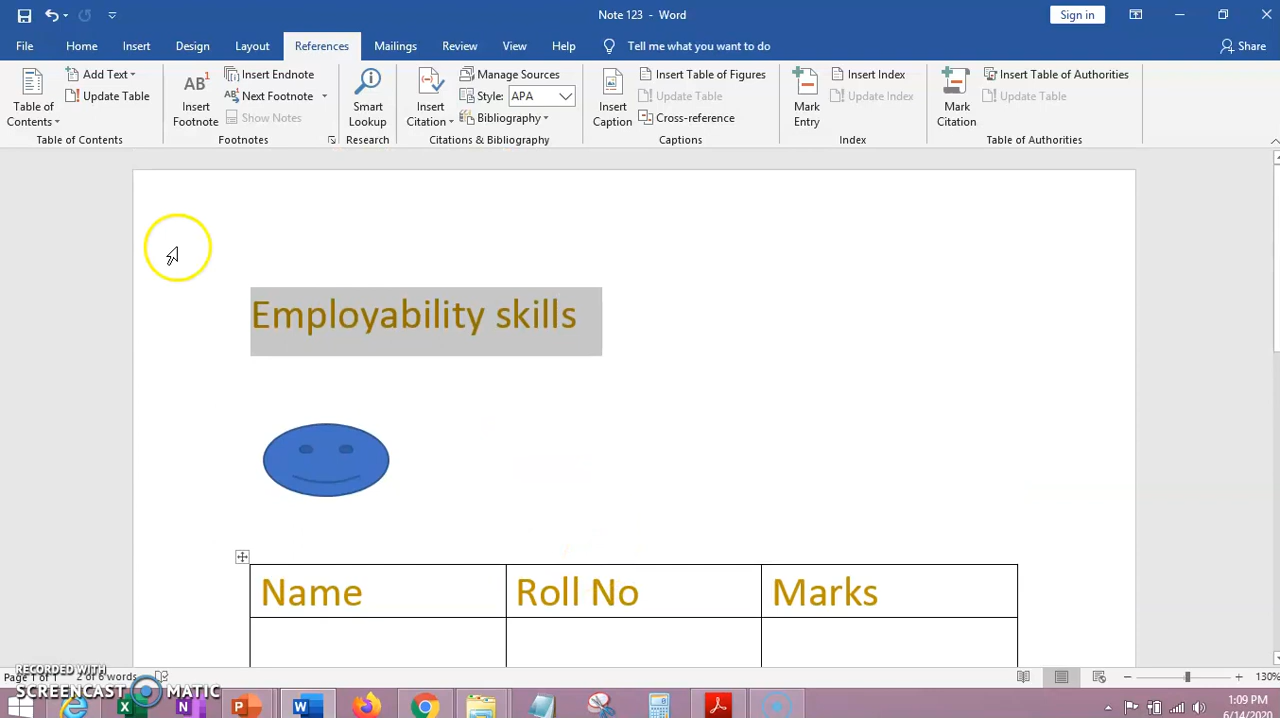 Note 123 - Word
Sign in
File Home Insert Design Layout References Mailings Review View Help Tell me what you want to do Share
Table of Contents
Add Text
Update Table
Table of Contents
AB1
Insert Footnote
Insert Endnote
Next Footnote
Show Notes
Footnotes
Smart Lookup
Research
Insert Citation
Manage Sources
Style: APA
Bibliography
Citations & Bibliography
Insert Caption
Insert Table of Figures
Update Table
Cross-reference
Captions
Mark Entry
Insert Index
Update Index
Index
Mark Citation
Insert Table of Authorities
Update Table
Table of Authorities
Employability skills
Name Roll No Marks
RECORDED WITH
SCREENCAST MATIC
Page 1 of 1 2 of 6 words
130%
1:09 PM
6/14/2020